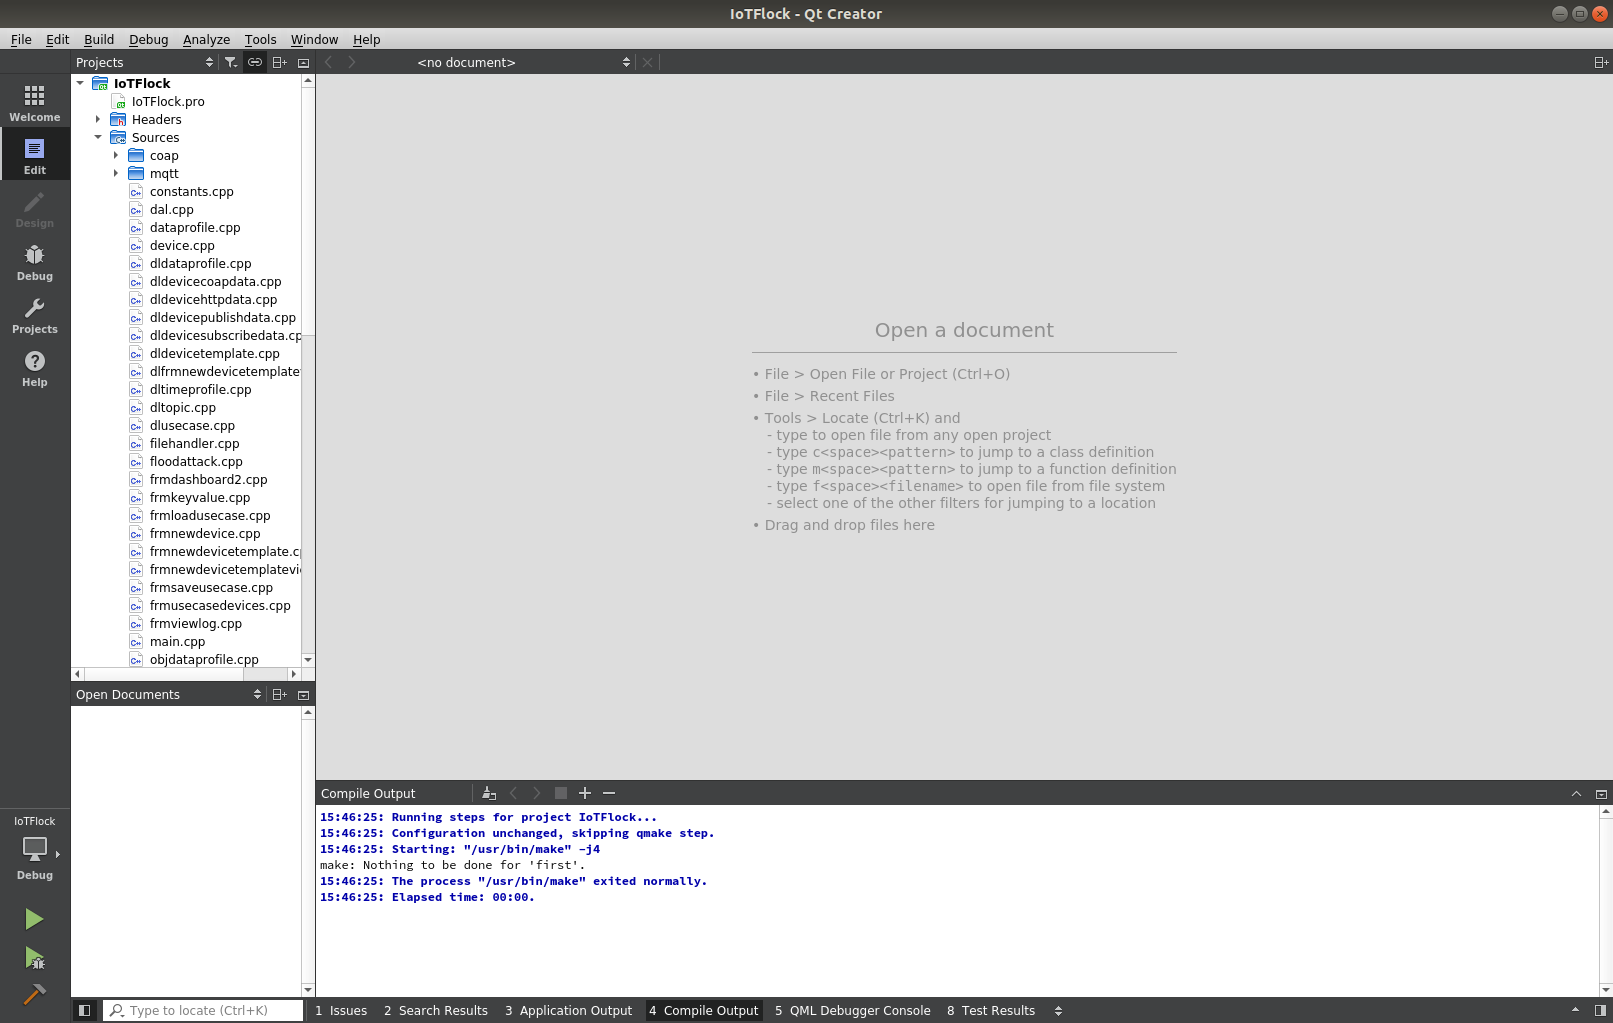 IoTFlock - Qt Creator
File Edit Build Debug Analyze Tools Window Help
Projects
<no document>
Welcome
Edit
Design
Debug
Projects
Help
IoTFlock
IoTFlock.pro
Headers
Sources
coap
mqtt
constants.cpp
dal.cpp
dataprofile.cpp
device.cpp
dldataprofile.cpp
dldevicecoapdata.cpp
dldevicehttpdata.cpp
dldevicepublishdata.cpp
dldevicesubscribedata.cp
dldevicetemplate.cpp
dlfrmnewdevicetemplate
dltimeprofile.cpp
dltopic.cpp
dlusecase.cpp
filehandler.cpp
floodattack.cpp
frmdashboard2.cpp
frmkeyvalue.cpp
frmloadusecase.cpp
frmnewdevice.cpp
frmnewdevicetemplate.c
frmnewdevicetemplatevi
frmsaveusecase.cpp
frmusecasedevices.cpp
frmviewlog.cpp
main.cpp
objdataprofile.cpp
Open Documents
Open a document
• File > Open File or Project (Ctrl+O)
• File > Recent Files
• Tools > Locate (Ctrl+K) and
- type to open file from any open project
- type c<space><pattern> to jump to a class definition
- type m<space><pattern> to jump to a function definition
- type f<space><filename> to open file from file system
- select one of the other filters for jumping to a location
• Drag and drop files here
Compile Output
15:46:25: Running steps for project IoTFlock...
15:46:25: Configuration unchanged, skipping qmake step.
15:46:25: Starting: "/usr/bin/make" -j4
make: Nothing to be done for 'first'.
15:46:25: The process "/usr/bin/make" exited normally.
15:46:25: Elapsed time: 00:00.
IoTFlock
Debug
Type to locate (Ctrl+K)
1 Issues 2 Search Results 3 Application Output 4 Compile Output 5 QML Debugger Console 8 Test Results